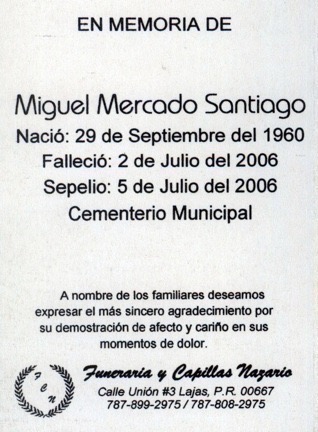 EN MEMORIA DE
Miguel Mercado Santiago
Nació: 29 de Septiembre del 1960
Falleció: 2 de Julio del 2006
Sepelio: 5 de Julio del 2006
Cementerio Municipal
A nombre de los familiares deseamos
expresar el más sincero agradecimiento por
su demostración de afecto y cariño en sus
momentos de dolor.
F C N
Funeraria y Capillas Nazario
Calle Unión #3 Lajas, P.R. 00667
787-899-2975 / 787-808-2975